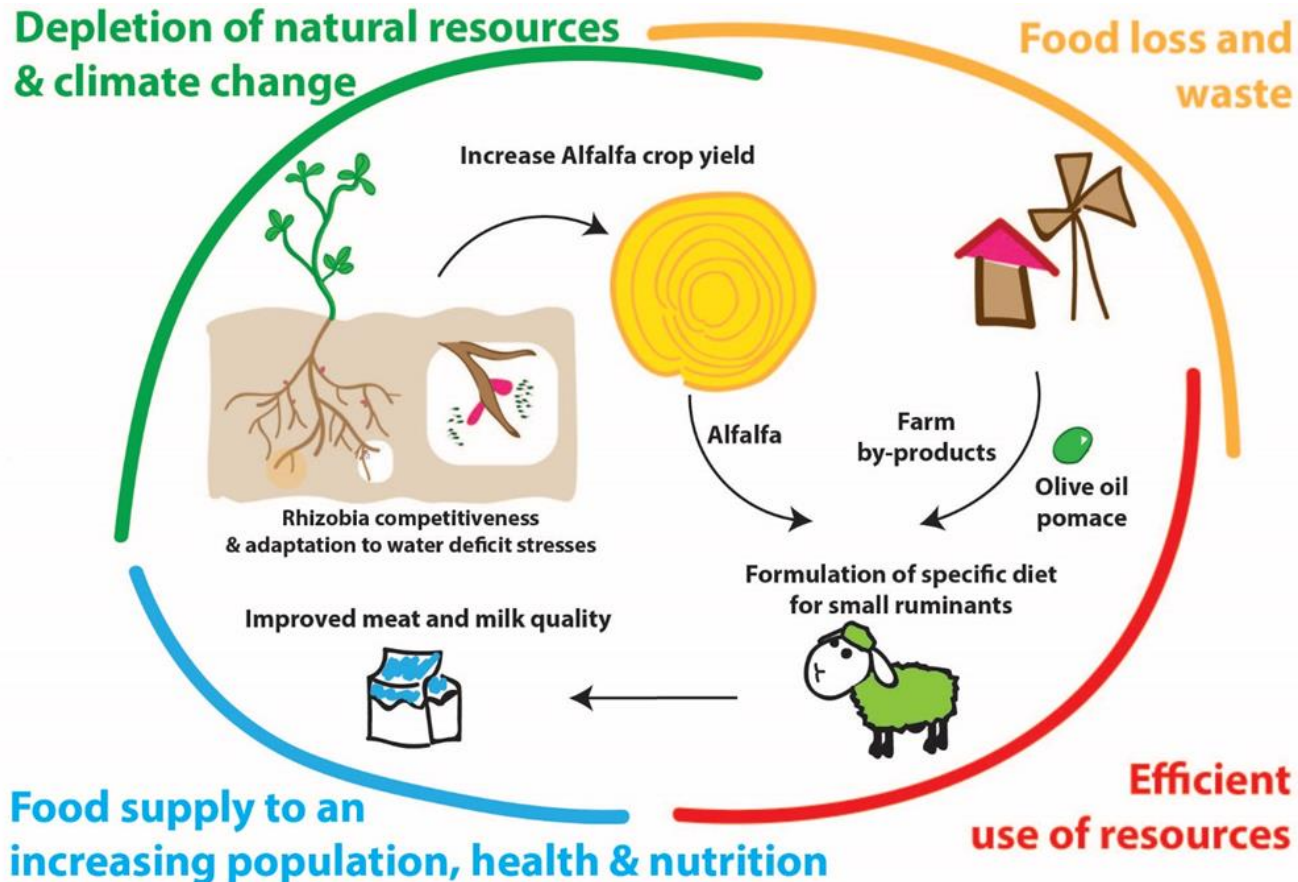 Depletion of natural resources
& climate change
Food loss and
waste
Increase Alfalfa crop yield
Alfalfa
Farm
by-products
Olive oil
pomace
Rhizobia competitiveness
& adaptation to water deficit stresses
Formulation of specific diet
for small ruminants
Improved meat and milk quality
Food supply to an
increasing population, health & nutrition
Efficient
use of resources